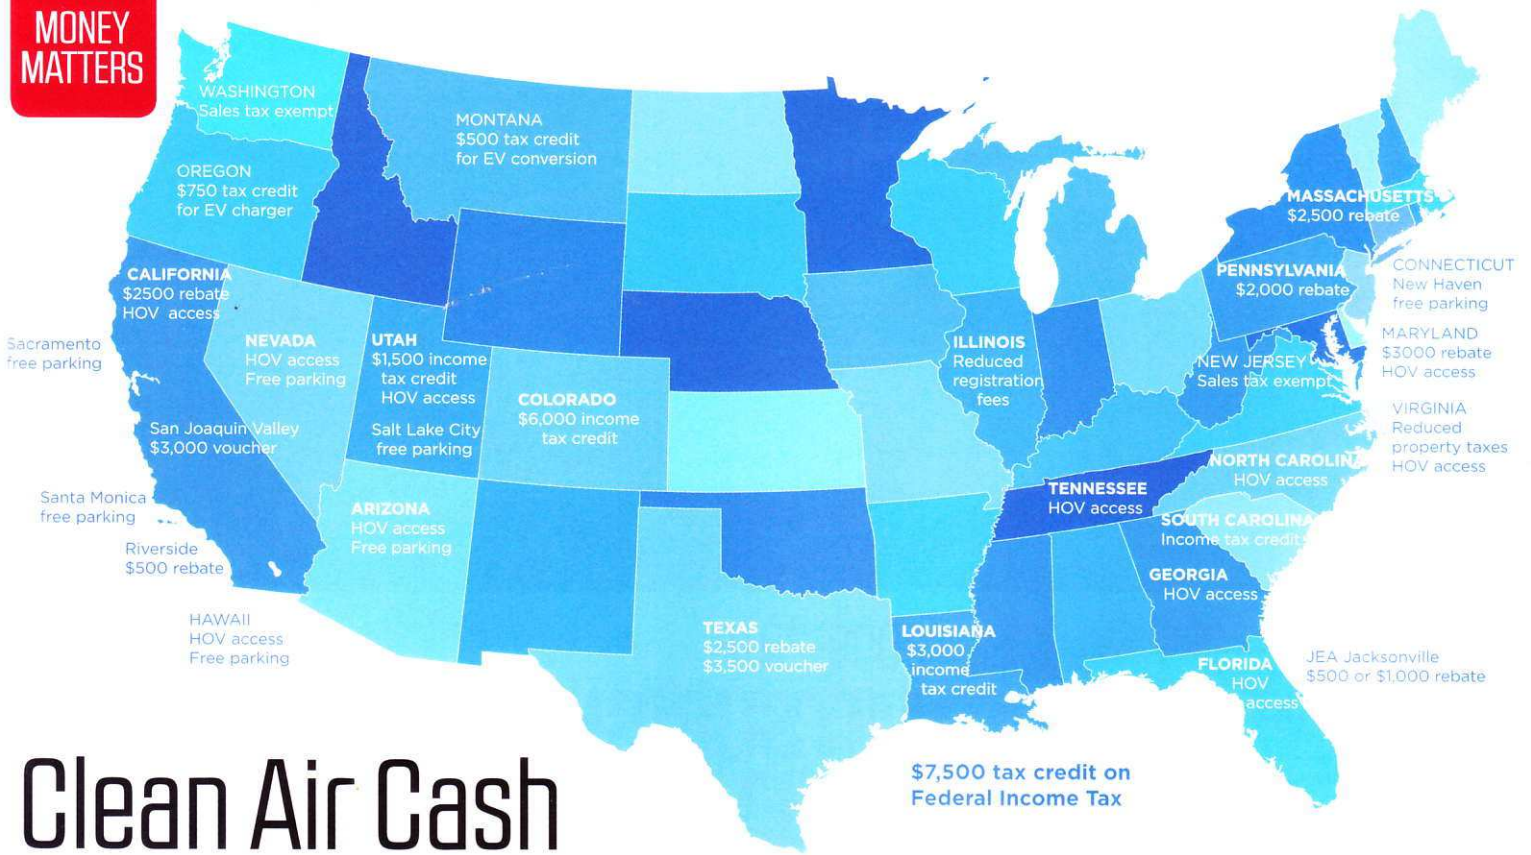 MONEY
MATTERS
WASHINGTON
Sales tax exempt
OREGON
$750 tax credit
for EV charger
MONTANA
$500 tax credit
for EV conversion
CALIFORNIA
$2500 rebate
HOV access
Sacramento
free parking
San Joaquin Valley
$3,000 voucher
Santa Monica
free parking
Riverside
$500 rebate
HAWAII
HOV access
Free parking
NEVADA
HOV access
Free parking
UTAH
$1,500 income
tax credit
HOV access
Salt Lake City
free parking
COLORADO
$6,000 income
tax credit
ARIZONA
HOV access
Free parking
TEXAS
$2,500 rebate
$3,500 voucher
LOUISIANA
$3,000
income
tax credit
ILLINOIS
Reduced
registration
fees
TENNESSEE
HOV access
MASSACHUSETTS
$2,500 rebate
PENNSYLVANIA
$2,000 rebate
CONNECTICUT
New Haven
free parking
MARYLAND
$3000 rebate
HOV access
NEW JERSEY
Sales tax exempt
VIRGINIA
Reduced
property taxes
HOV access
NORTH CAROLINA
HOV access
SOUTH CAROLINA
Income tax credits
GEORGIA
HOV access
FLORIDA
HOV
access
JEA Jacksonville
$500 or $1,000 rebate
$7,500 tax credit on
Federal Income Tax
Clean Air Cash